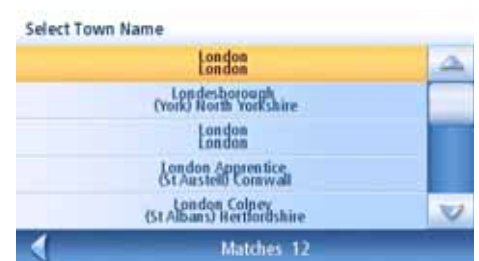 Select Town Name
London
London
Londesborough
(York) North Yorkshire
London
London
London Apprentice
(St Austell) Cornwall
London Colney
(St Albans) Hertfordshire
Matches 12